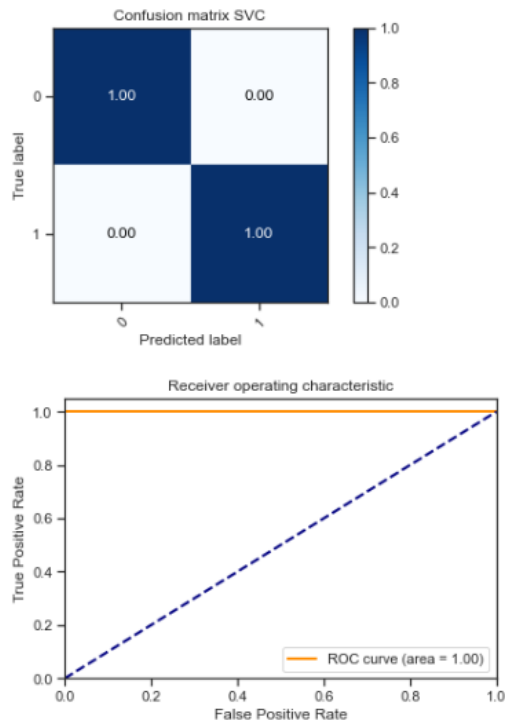 Confusion matrix SVC
1.0
0 1.00 0.00
0.8
0.6
True label
0.4
1 0.00 1.00
0.2
0.0
0 1
Predicted label
Receiver operating characteristic
1.0
0.8
0.6
True Positive Rate
0.4
0.2
ROC curve (area = 1.00)
0.0
0.0 0.2 0.4 0.6 0.8 1.0
False Positive Rate